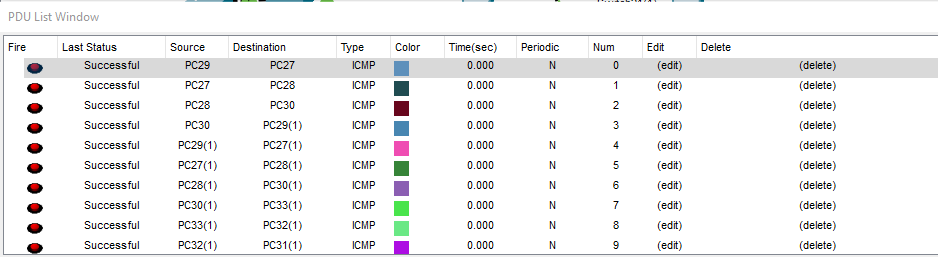 PDU List Window
Fire Last Status Source Destination Type Color Time(sec) Periodic Num Edit Delete
Successful PC29 PC27 ICMP 0.000 N 0 (edit) (delete)
Successful PC27 PC28 ICMP 0.000 N 1 (edit) (delete)
Successful PC28 PC30 ICMP 0.000 N 2 (edit) (delete)
Successful PC30 PC29(1) ICMP 0.000 N 3 (edit) (delete)
Successful PC29(1) PC27(1) ICMP 0.000 N 4 (edit) (delete)
Successful PC27(1) PC28(1) ICMP 0.000 N 5 (edit) (delete)
Successful PC28(1) PC30(1) ICMP 0.000 N 6 (edit) (delete)
Successful PC30(1) PC33(1) ICMP 0.000 N 7 (edit) (delete)
Successful PC33(1) PC32(1) ICMP 0.000 N 8 (edit) (delete)
Successful PC32(1) PC31(1) ICMP 0.000 N 9 (edit) (delete)